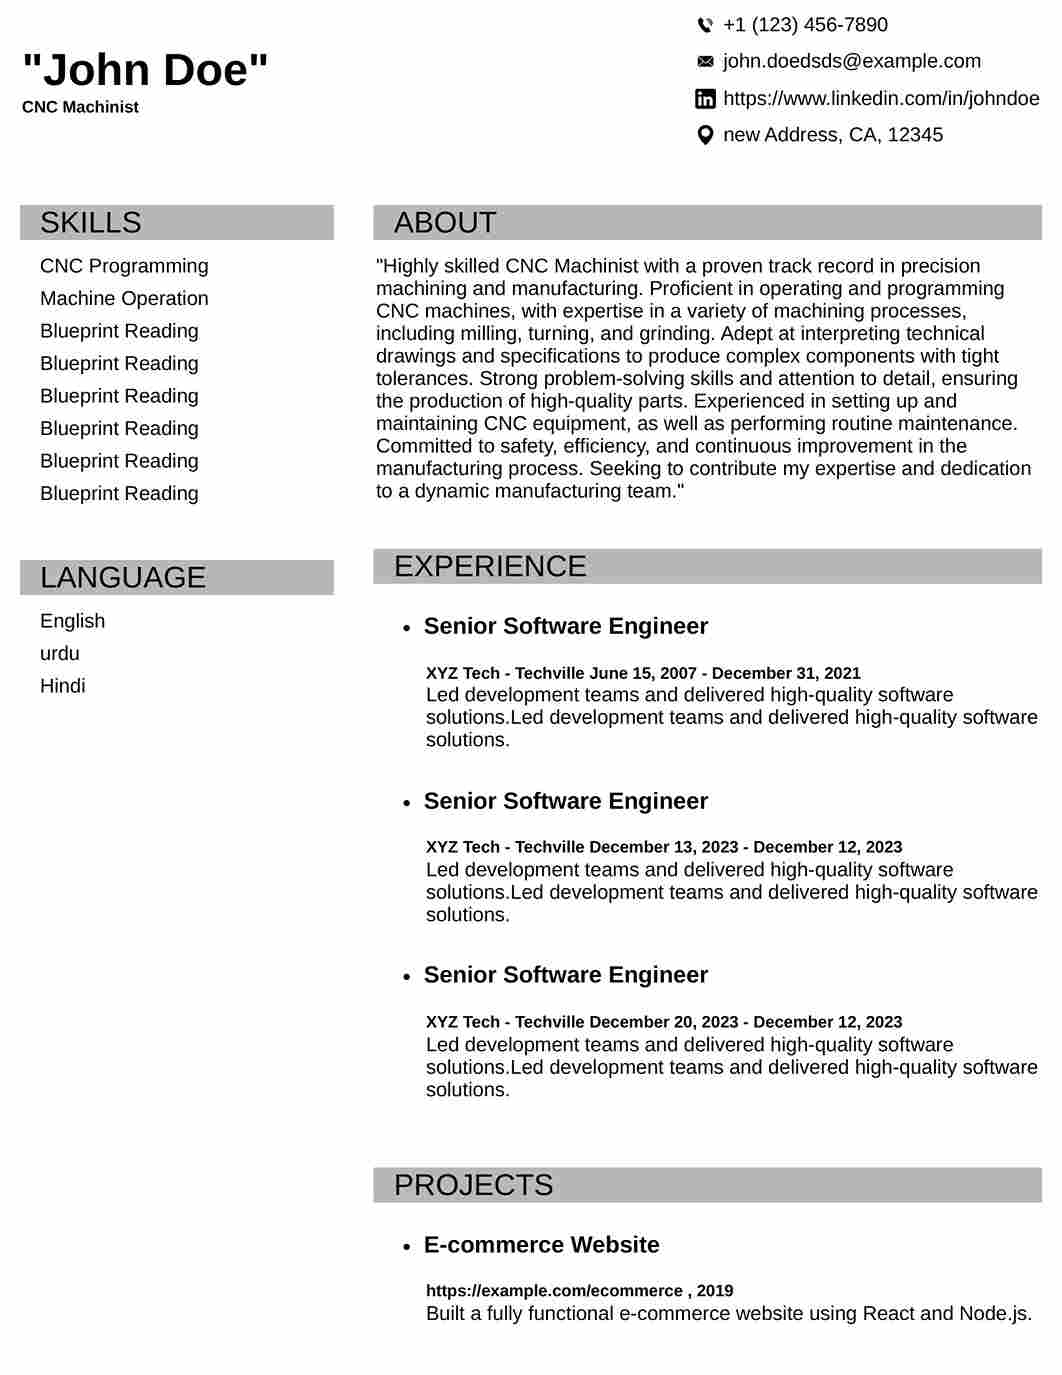 "John Doe"
CNC Machinist
+1 (123) 456-7890
john.doedsds@example.com
https://www.linkedin.com/in/johndoe
new Address, CA, 12345
SKILLS
CNC Programming
Machine Operation
Blueprint Reading
Blueprint Reading
Blueprint Reading
Blueprint Reading
Blueprint Reading
Blueprint Reading
LANGUAGE
English
urdu
Hindi
ABOUT
"Highly skilled CNC Machinist with a proven track record in precision
machining and manufacturing. Proficient in operating and programming
CNC machines, with expertise in a variety of machining processes,
including milling, turning, and grinding. Adept at interpreting technical
drawings and specifications to produce complex components with tight
tolerances. Strong problem-solving skills and attention to detail, ensuring
the production of high-quality parts. Experienced in setting up and
maintaining CNC equipment, as well as performing routine maintenance.
Committed to safety, efficiency, and continuous improvement in the
manufacturing process. Seeking to contribute my expertise and dedication
to a dynamic manufacturing team."
EXPERIENCE
• Senior Software Engineer
XYZ Tech - Techville June 15, 2007 - December 31, 2021
Led development teams and delivered high-quality software
solutions.Led development teams and delivered high-quality software
solutions.
• Senior Software Engineer
XYZ Tech - Techville December 13, 2023 - December 12, 2023
Led development teams and delivered high-quality software
solutions.Led development teams and delivered high-quality software
solutions.
• Senior Software Engineer
XYZ Tech - Techville December 20, 2023 - December 12, 2023
Led development teams and delivered high-quality software
solutions.Led development teams and delivered high-quality software
solutions.
PROJECTS
• E-commerce Website
https://example.com/ecommerce , 2019
Built a fully functional e-commerce website using React and Node.js.